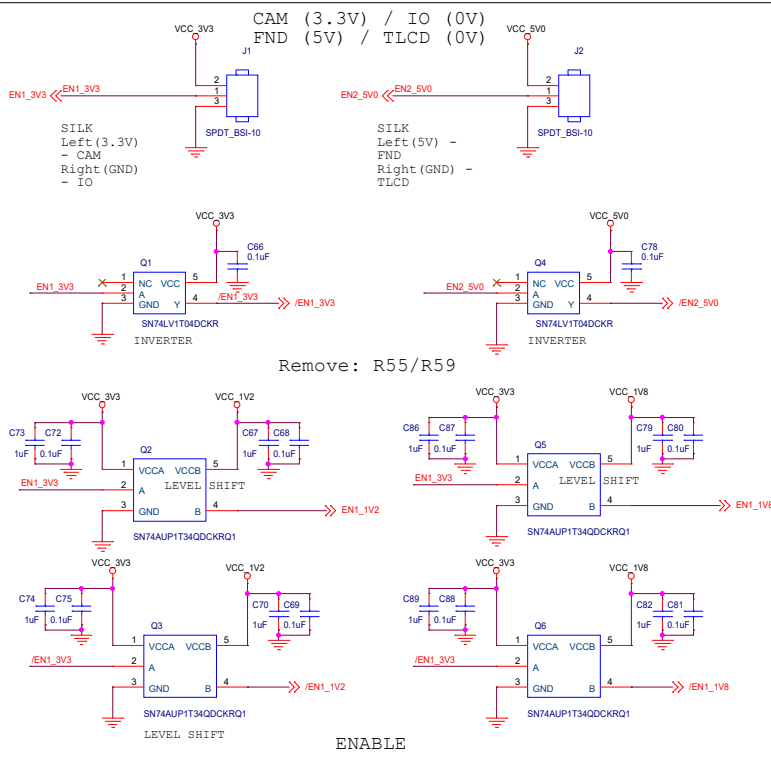 CAM (3.3V) / IO (0V)
FND (5V) / TLCD (0V)
VCC_3V3
J1
2
1
3
EN1_3V3
EN1_3V3
SPDT_BSI-10
SILK
Left(3.3V)
- CAM
Right(GND)
- IO
VCC_5V0
J2
2
1
3
EN2_5V0
EN2_5V0
SPDT_BSI-10
SILK
Left(5V) -
FND
Right(GND) -
TLCD
VCC_3V3
C66
0.1uF
Q1
1 NC VCC 5
2 A
3 GND Y 4
EN1_3V3
/EN1_3V3
/EN1_3V3
SN74LV1T04DCKR
INVERTER
VCC_5V0
C78
0.1uF
Q4
1 NC VCC 5
2 A
3 GND Y 4
EN2_5V0
/EN2_5V0
/EN2_5V0
SN74LV1T04DCKR
INVERTER
Remove: R55/R59
VCC_3V3
VCC_1V2
C73 C72
1uF 0.1uF
C67 C68
1uF 0.1uF
Q2
1 VCCA VCCB 5
LEVEL SHIFT
2 A
3 GND B 4
EN1_3V3
EN1_1V2
SN74AUP1T34QDCKRQ1
VCC_3V3
VCC_1V8
C86 C87
1uF 0.1uF
C79 C80
1uF 0.1uF
Q5
1 VCCA VCCB 5
LEVEL SHIFT
2 A
3 GND B 4
EN1_3V3
EN1_1V8
SN74AUP1T34QDCKRQ1
VCC_3V3
VCC_1V2
C74 C75
1uF 0.1uF
C70 C69
1uF 0.1uF
Q3
1 VCCA VCCB 5
2 A
3 GND B 4
/EN1_3V3
/EN1_1V2
SN74AUP1T34QDCKRQ1
LEVEL SHIFT
VCC_3V3
VCC_1V8
C89 C88
1uF 0.1uF
C82 C81
1uF 0.1uF
Q6
1 VCCA VCCB 5
2 A
3 GND B 4
/EN1_3V3
/EN1_1V8
SN74AUP1T34QDCKRQ1
ENABLE